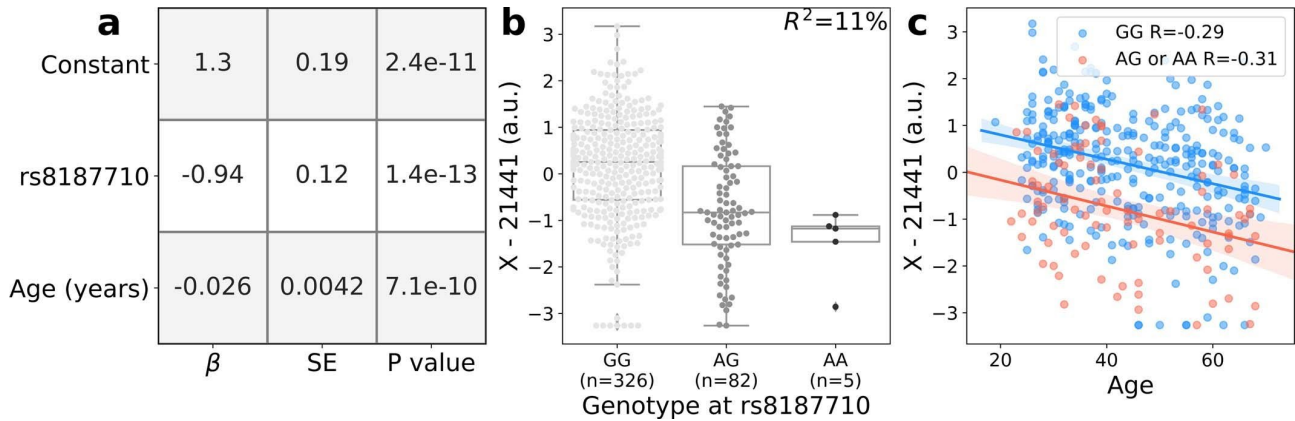 a
Constant 1.3 0.19 2.4e-11
rs8187710 -0.94 0.12 1.4e-13
Age (years) -0.026 0.0042 7.1e-10
β SE P value
b
R²=11%
X - 21441 (a.u.)
3
2
1
0
−1
−2
−3
GG AG AA
(n=326) (n=82) (n=5)
Genotype at rs8187710
c
GG R=-0.29
AG or AA R=-0.31
X - 21441 (a.u.)
3
2
1
0
−1
−2
−3
20 40 60
Age